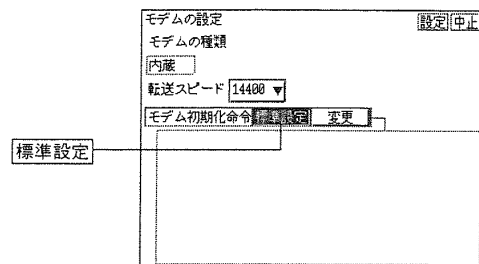 モデムの設定 設定 中止
モデムの種類
内蔵
転送スピード 14400 ▼
モデム初期化命令 標準設定 変更
標準設定